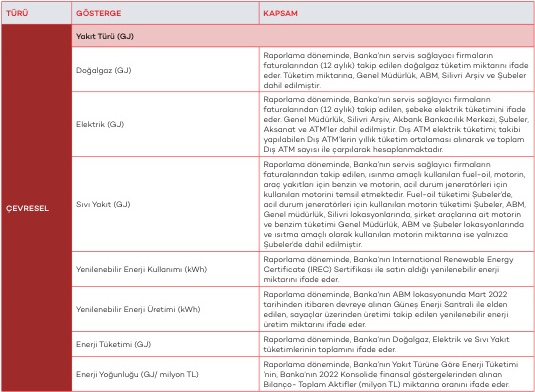 TÜRÜ GÖSTERGE KAPSAM
ÇEVRESEL
Yakıt Türü (GJ)
Doğalgaz (GJ)
Raporlama döneminde, Banka'nın servis sağlayacı firmaların
faturalarından (12 aylık) takip edilen doğalgaz tüketim miktarını ifade
eder. Tüketim miktarına, Genel Müdürlük, ABM, Silivri Arşiv ve Şubeler
dahil edilmiştir.
Elektrik (GJ)
Raporlama döneminde, Banka'nın servis sağlayıcı firmaların
faturalarından (12 aylık) takip edilen, şebeke elektrik tüketimini ifade
eder. Genel Müdürlük, Silivri Arşiv, Akbank Bankacılık Merkezi, Şubeler,
Aksanat ve ATM'ler dahil edilmiştir. Dış ATM elektrik tüketimi, takibi
yapılabilen Dış ATM'lerin yıllık tüketim ortalaması alınarak ve toplam
Dış ATM sayısı ile çarpılarak hesaplanmaktadır.
Sıvı Yakıt (GJ)
Raporlama döneminde, Banka'nın servis sağlayıcı firmaların
faturalarından takip edilen, ısınma amaçlı kullanılan fuel-oil, motorin,
araç yakıtları için benzin ve motorin, acil durum jeneratörleri için
kullanılan motorini temsil etmektedir. Fuel-oil tüketimi Şubeler'de,
acil durum jeneratörleri için kullanılan motorin tüketimi Şubeler, ABM,
Genel müdürlük, Silivri lokasyonlarında, şirket araçlarına ait motorin
ve benzin tüketimi Genel Müdürlük, ABM ve Şubeler lokasyonlarında
ve ısıtma amaçlı olarak kullanılan motorin miktarına ise yalnızca
Şubeler'de dahil edilmiştir.
Yenilenebilir Enerji Kullanımı (kWh)
Raporlama döneminde, Banka'nın International Renewable Energy
Certificate (IREC) Sertifikası ile satın aldığı yenilenebilir enerji
miktarını ifade eder.
Yenilenebilir Enerji Üretimi (kWh)
Raporlama döneminde, Banka'nın ABM lokasyonunda Mart 2022
tarihinden itibaren devreye alınan Güneş Enerji Santrali ile elde
edilen, sayaçlar üzerinden üretimi takip edilen yenilenebilir enerji
üretim miktarını ifade eder.
Enerji Tüketimi (GJ)
Raporlama döneminde, Banka'nın Doğalgaz, Elektrik ve Sıvı Yakıt
tüketimlerinin toplamını ifade eder.
Enerji Yoğunluğu (GJ/ milyon TL)
Raporlama döneminde, Banka'nın Yakıt Türüne Göre Enerji Tüketimi
'nin, Banka'nın 2022 Konsolide finansal göstergelerinden alınan
Bilanço- Toplam Aktifler (milyon TL) miktarına oranını ifade eder.